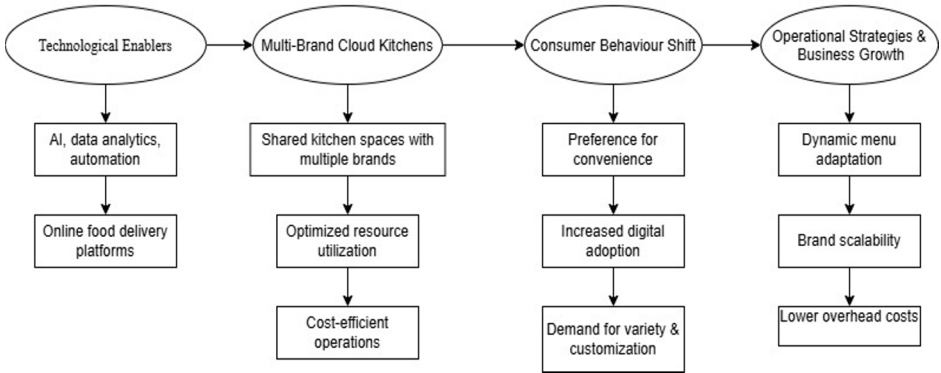 Technological Enablers
Multi-Brand Cloud Kitchens
Consumer Behaviour Shift
Operational Strategies &
Business Growth
AI, data analytics,
automation
Shared kitchen spaces with
multiple brands
Preference for
convenience
Dynamic menu
adaptation
Online food delivery
platforms
Optimized resource
utilization
Increased digital
adoption
Brand scalability
Cost-efficient
operations
Demand for variety &
customization
Lower overhead costs